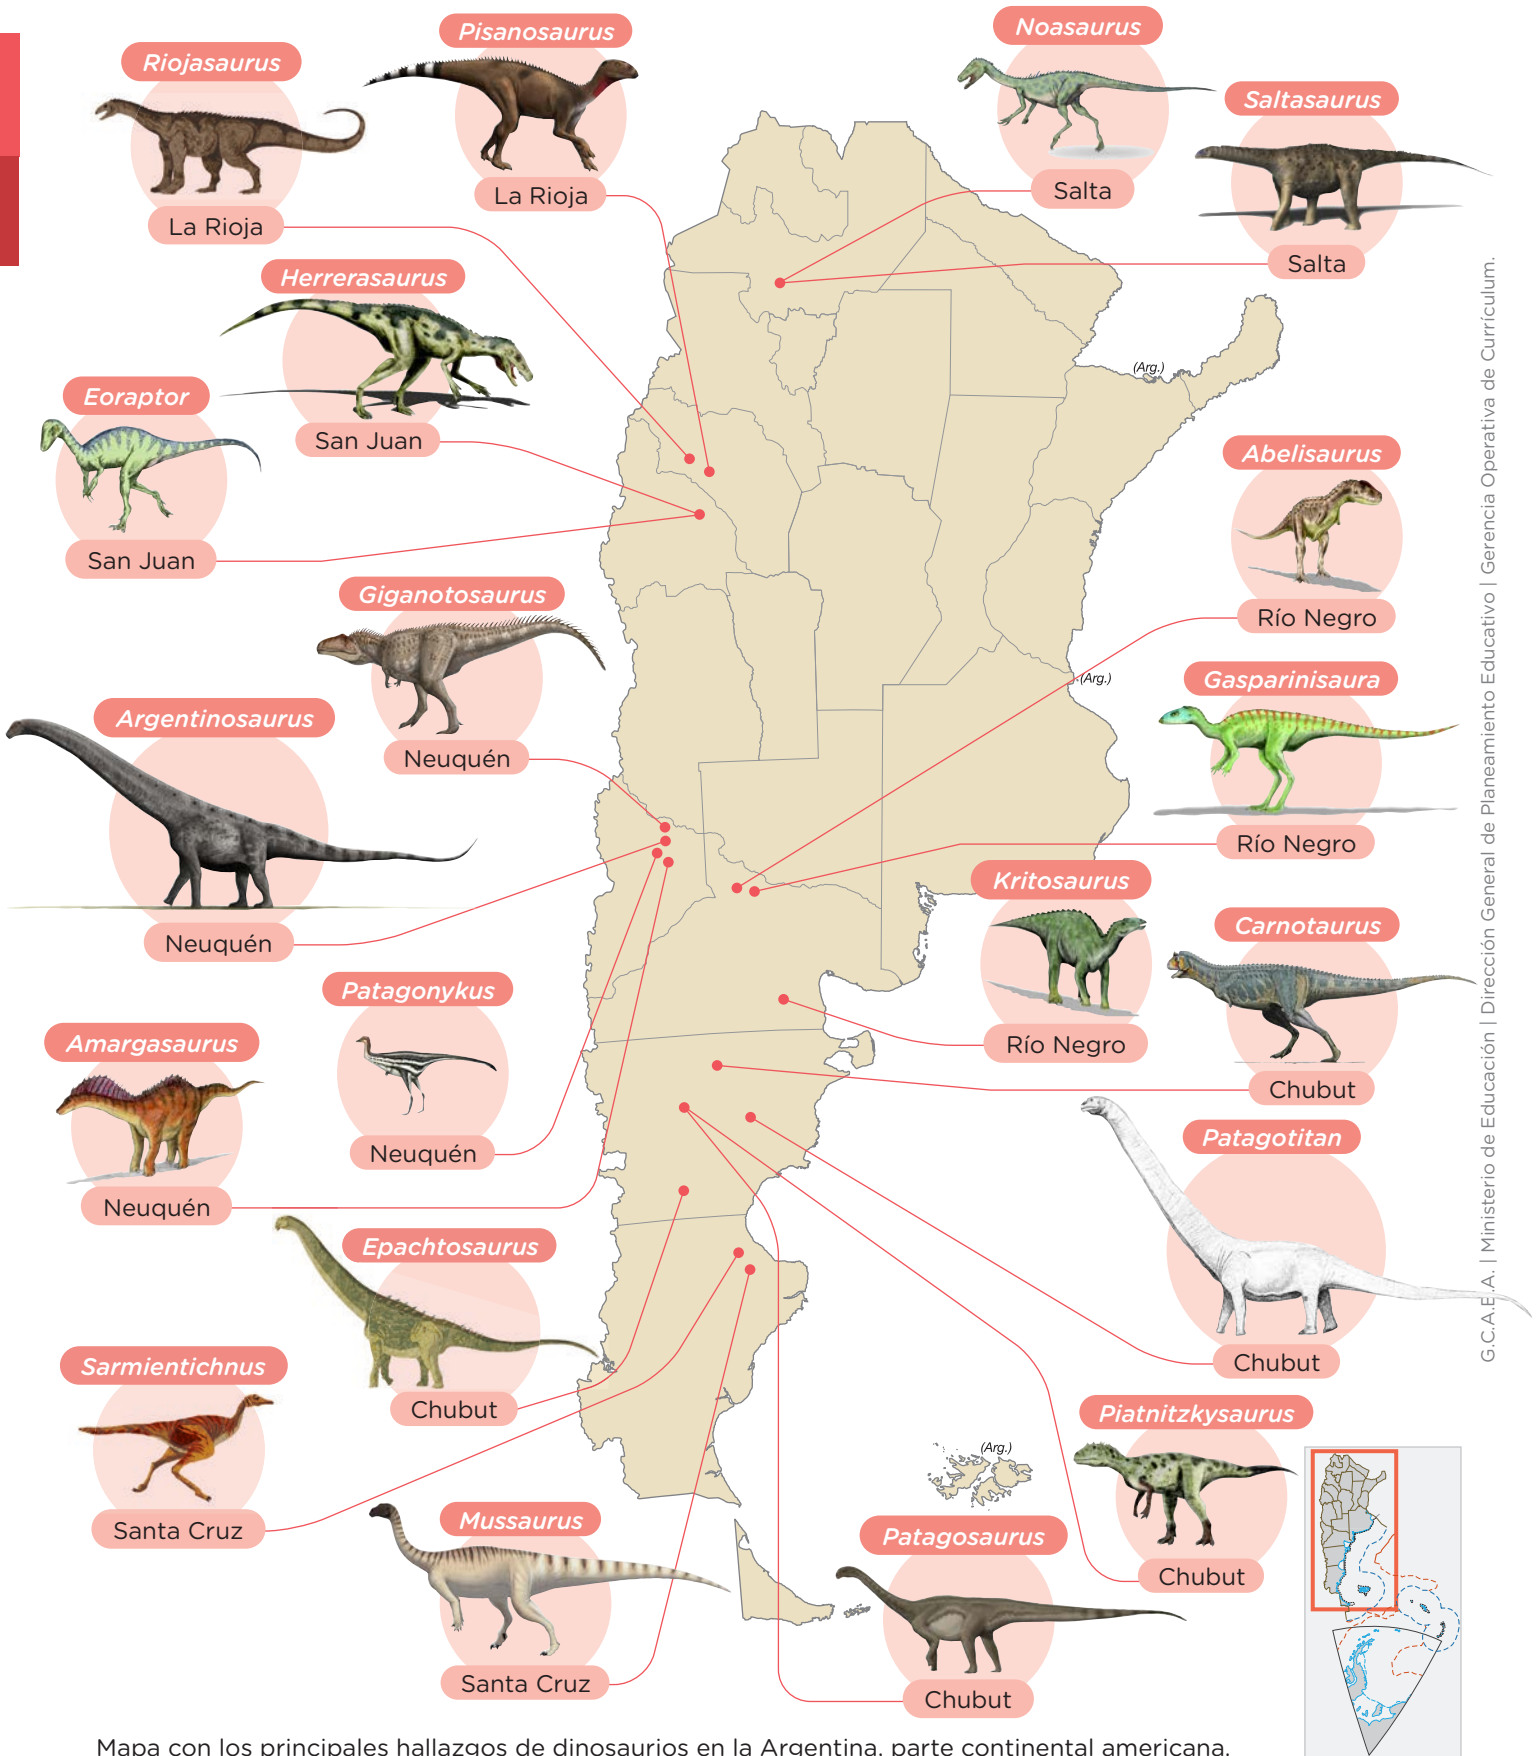 Pisanosaurus
La Rioja
Noasaurus
Salta
Riojasaurus
La Rioja
Saltasaurus
Salta
Herrerasaurus
San Juan
(Arg.)
Eoraptor
San Juan
Abelisaurus
Río Negro
Giganotosaurus
Neuquén
(Arg.)
Gasparinisaura
Río Negro
Argentinosaurus
Neuquén
Kritosaurus
Río Negro
Carnotaurus
Chubut
Patagonykus
Neuquén
Amargasaurus
Neuquén
Patagotitan
Chubut
Epachtosaurus
Chubut
Sarmientichnus
Santa Cruz
Piatnitzkysaurus
Chubut
(Arg.)
Mussaurus
Santa Cruz
Patagosaurus
Chubut
G.C.A.B.A. | Ministerio de Educación | Dirección General de Planeamiento Educativo | Gerencia Operativa de Currículum.
Mapa con los principales hallazgos de dinosaurios en la Argentina, parte continental americana.